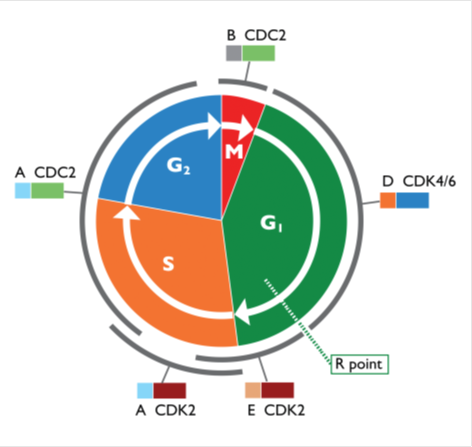 B CDC2
M
G2
A CDC2
D CDK4/6
G1
S
R point
A CDK2
E CDK2